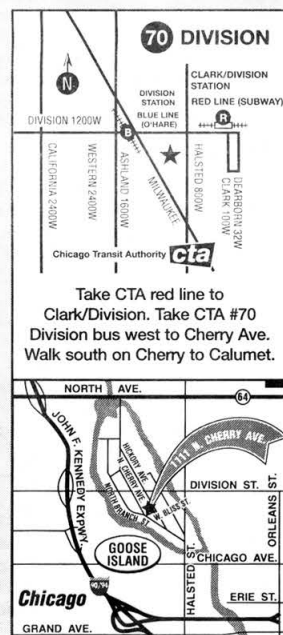 70 DIVISION
N
CLARK/DIVISION
STATION
RED LINE (SUBWAY)
DIVISION
STATION
BLUE LINE
(O'HARE)
DIVISION 1200W
B
R
CALIFORNIA 2400W
WESTERN 2400W
ASHLAND 1600W
MILWAUKEE
HALSTED 800W
DEARBORN 32W
CLARK 100W
Chicago Transit Authority cta
Take CTA red line to
Clark/Division. Take CTA #70
Division bus west to Cherry Ave.
Walk south on Cherry to Calumet.
NORTH AVE.
64
JOHN F. KENNEDY EXPWY.
HICKORY AVE.
N. CHERRY AVE.
NORTH BRANCH ST.
W. BLISS ST.
1111 N. CHERRY AVE.
DIVISION ST.
ORLEANS ST.
GOOSE
ISLAND
HALSTED ST.
CHICAGO AVE.
Chicago
90/94
ERIE ST.
GRAND AVE.